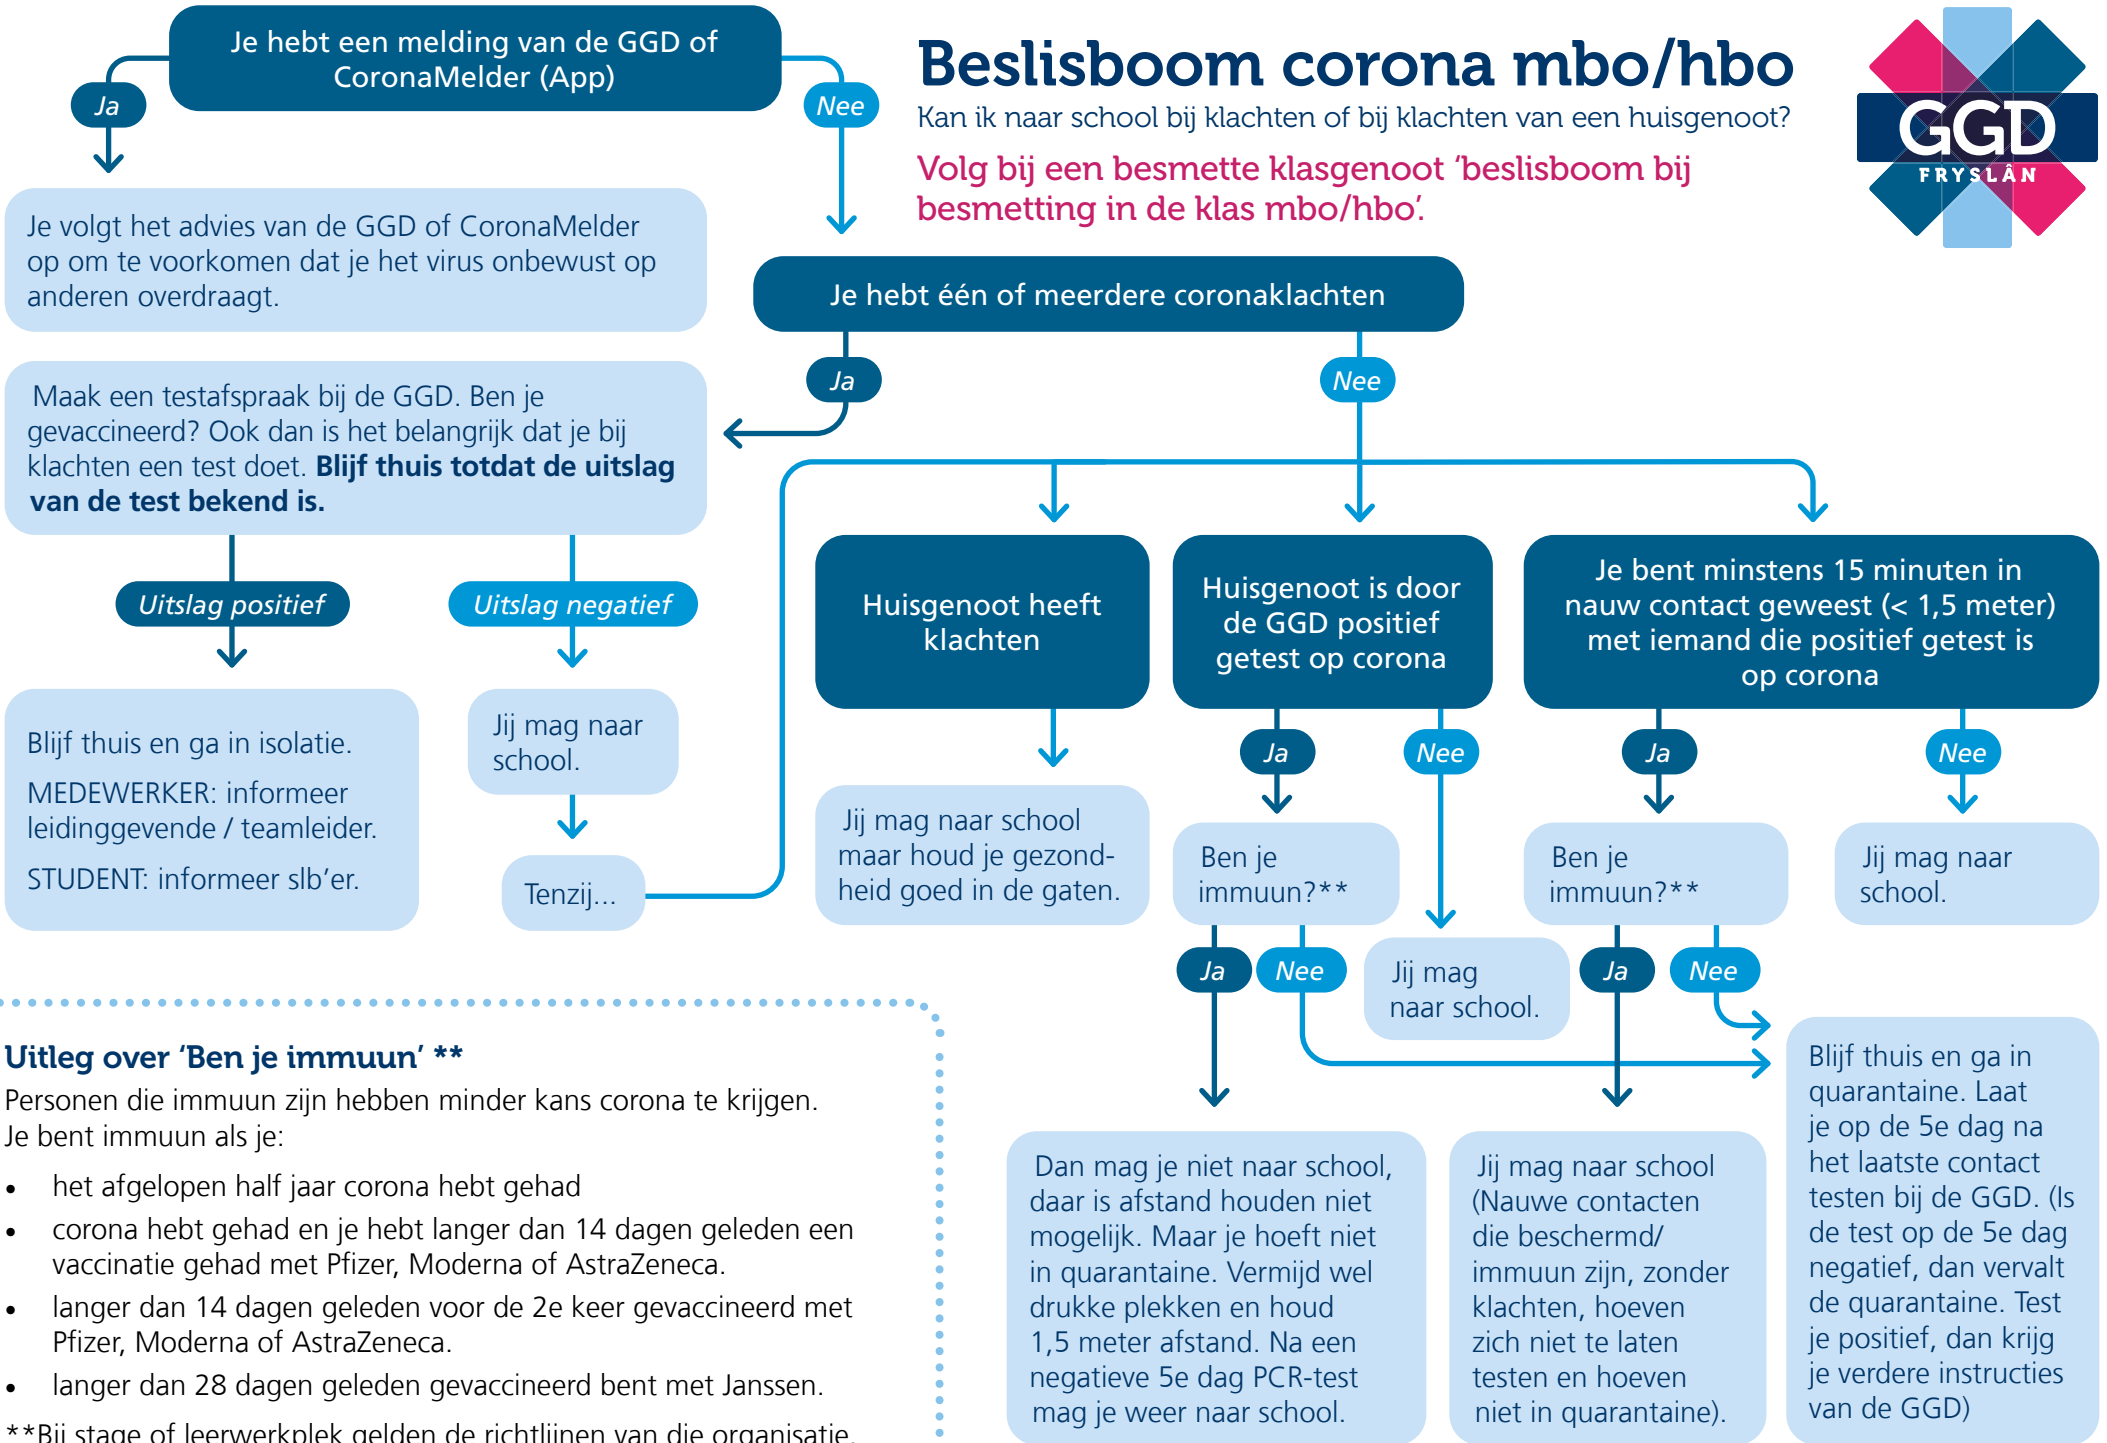 Beslisboom corona mbo/hbo
Kan ik naar school bij klachten of bij klachten van een huisgenoot?
Volg bij een besmette klasgenoot ‘beslisboom bij
besmetting in de klas mbo/hbo’.
GGD
FRYSLÂN
Je hebt een melding van de GGD of
CoronaMelder (App)
Ja
Nee
Je volgt het advies van de GGD of CoronaMelder
op om te voorkomen dat je het virus onbewust op
anderen overdraagt.
Je hebt één of meerdere coronaklachten
Ja
Nee
Maak een testafspraak bij de GGD. Ben je
gevaccineerd? Ook dan is het belangrijk dat je bij
klachten een test doet. Blijf thuis totdat de uitslag
van de test bekend is.
Uitslag positief
Uitslag negatief
Blijf thuis en ga in isolatie.
MEDEWERKER: informeer
leidinggevende / teamleider.
STUDENT: informeer slb’er.
Jij mag naar
school.
Tenzij...
Huisgenoot heeft
klachten
Jij mag naar school
maar houd je gezond-
heid goed in de gaten.
Huisgenoot is door
de GGD positief
getest op corona
Ja
Nee
Ben je
immuun?**
Ja
Nee
Jij mag
naar school.
Je bent minstens 15 minuten in
nauw contact geweest (< 1,5 meter)
met iemand die positief getest is
op corona
Ja
Nee
Ben je
immuun?**
Jij mag naar
school.
Ja
Nee
Dan mag je niet naar school,
daar is afstand houden niet
mogelijk. Maar je hoeft niet
in quarantaine. Vermijd wel
drukke plekken en houd
1,5 meter afstand. Na een
negatieve 5e dag PCR-test
mag je weer naar school.
Jij mag naar school
(Nauwe contacten
die beschermd/
immuun zijn, zonder
klachten, hoeven
zich niet te laten
testen en hoeven
niet in quarantaine).
Blijf thuis en ga in
quarantaine. Laat
je op de 5e dag na
het laatste contact
testen bij de GGD. (Is
de test op de 5e dag
negatief, dan vervalt
de quarantaine. Test
je positief, dan krijg
je verdere instructies
van de GGD)
Uitleg over ‘Ben je immuun’ **
Personen die immuun zijn hebben minder kans corona te krijgen.
Je bent immuun als je:
• het afgelopen half jaar corona hebt gehad
• corona hebt gehad en je hebt langer dan 14 dagen geleden een
vaccinatie gehad met Pfizer, Moderna of AstraZeneca.
• langer dan 14 dagen geleden voor de 2e keer gevaccineerd met
Pfizer, Moderna of AstraZeneca.
• langer dan 28 dagen geleden gevaccineerd bent met Janssen.
**Bij stage of leerwerkplek gelden de richtlijnen van die organisatie.